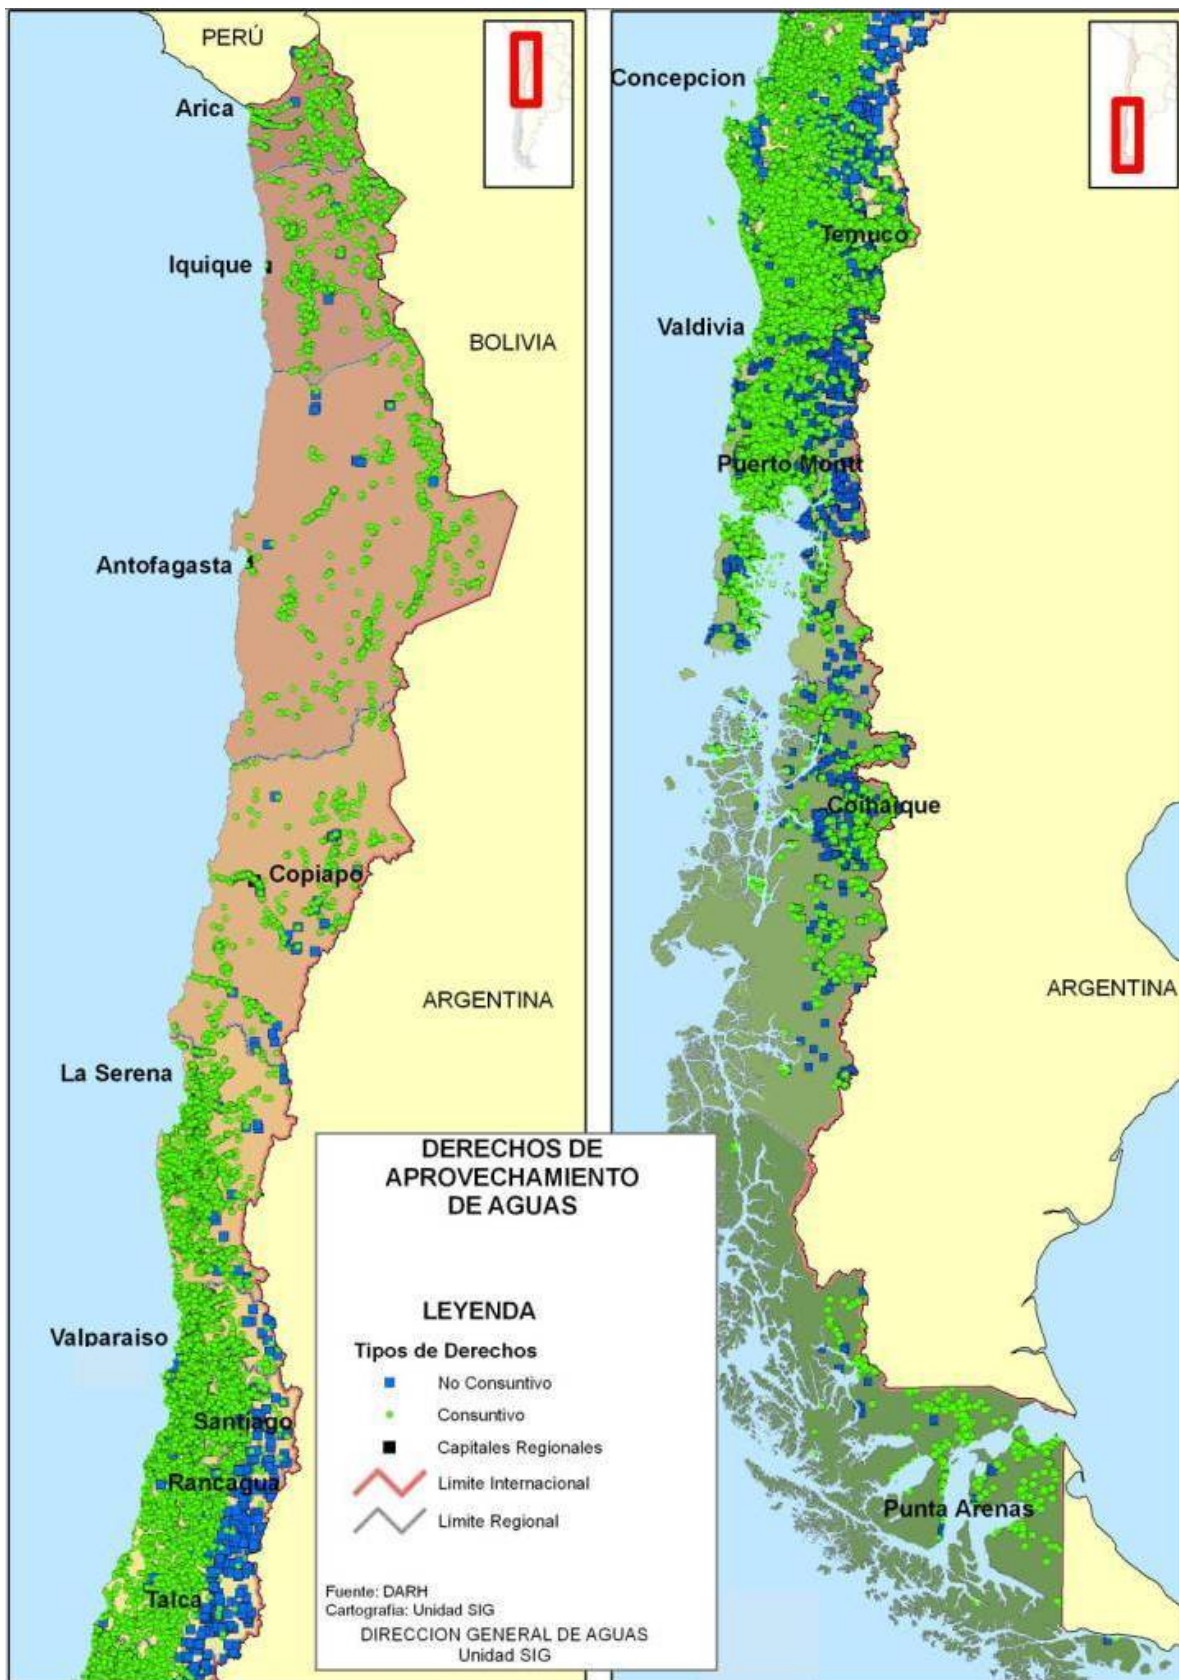 PERÚ
Arica
Iquique
BOLIVIA
Antofagasta
Copiapo
ARGENTINA
La Serena
Valparaiso
Santiago
Rancagua
Talca
Concepcion
Temuco
Valdivia
Puerto Montt
Coihaique
ARGENTINA
Punta Arenas
DERECHOS DE
APROVECHAMIENTO
DE AGUAS
LEYENDA
Tipos de Derechos
No Consuntivo
Consuntivo
Capitales Regionales
Limite Internacional
Limite Regional
Fuente: DARH
Cartografia: Unidad SIG
DIRECCION GENERAL DE AGUAS
Unidad SIG